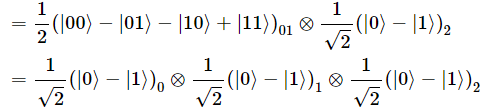 = 1/2 (|00⟩ − |01⟩ − |10⟩ + |11⟩)₀₁ ⊗ 1/√2 (|0⟩ − |1⟩)₂
= 1/√2 (|0⟩ − |1⟩)₀ ⊗ 1/√2 (|0⟩ − |1⟩)₁ ⊗ 1/√2 (|0⟩ − |1⟩)₂